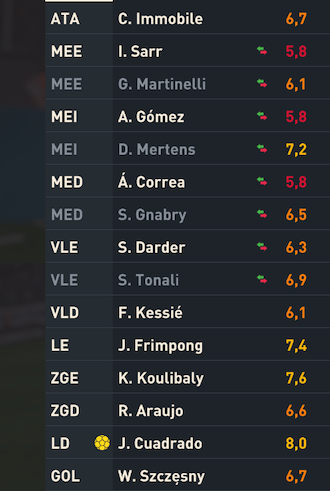 ATA C. Immobile 6,7
MEE I. Sarr 5,8
MEE G. Martinelli 6,1
MEI A. Gómez 5,8
MEI D. Mertens 7,2
MED Á. Correa 5,8
MED S. Gnabry 6,5
VLE S. Darder 6,3
VLE S. Tonali 6,9
VLD F. Kessié 6,1
LE J. Frimpong 7,4
ZGE K. Koulibaly 7,6
ZGD R. Araujo 6,6
LD J. Cuadrado 8,0
GOL W. Szczęsny 6,7